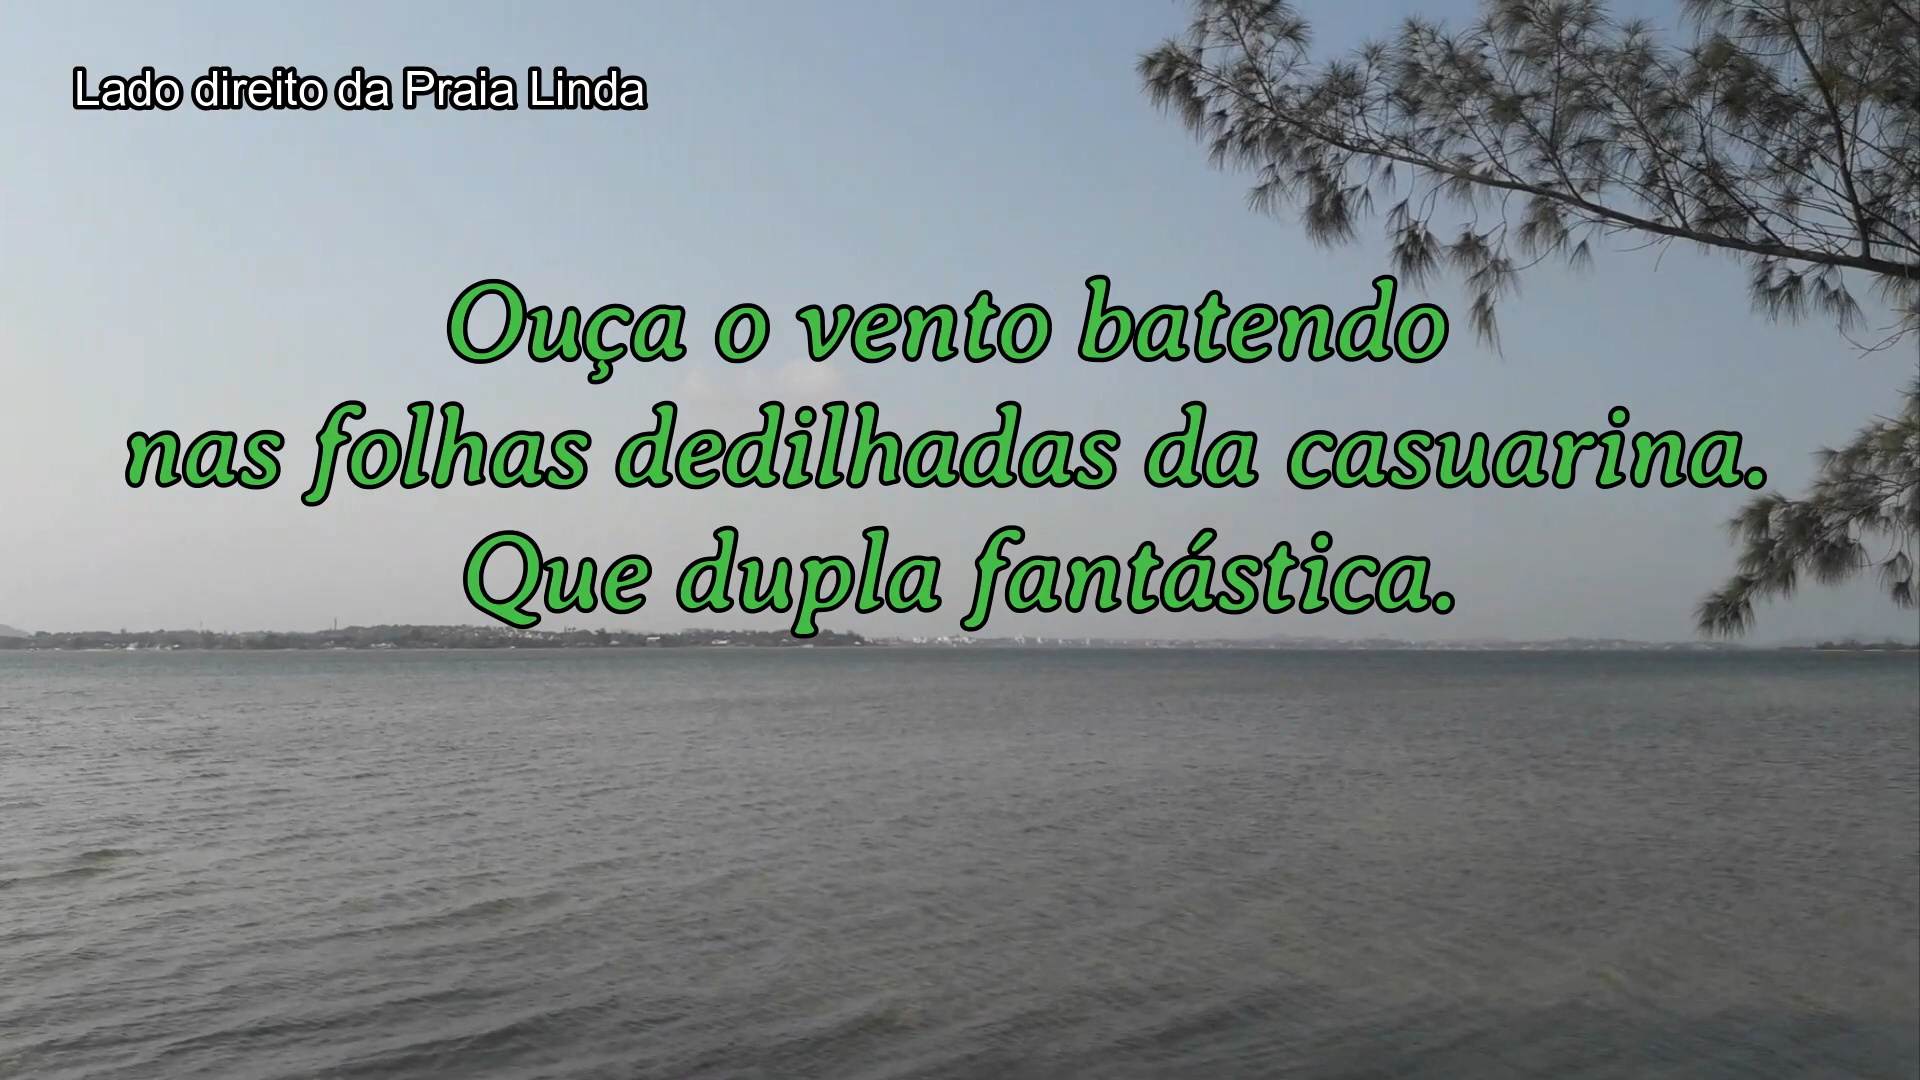 Lado direito da Praia Linda
Ouça o vento batendo
nas folhas dedilhadas da casuarina.
Que dupla fantástica.